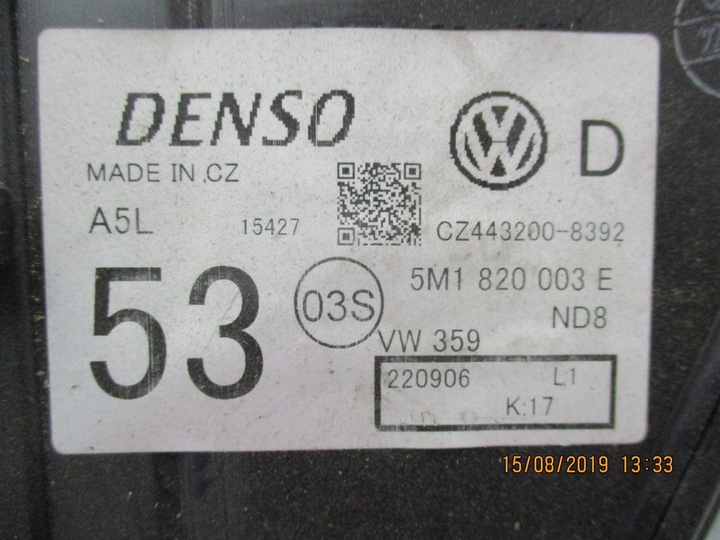 DENSO
VW D
MADE IN CZ
A5L 15427 CZ443200-8392
53 03S 5M1 820 003 E
ND8
VW 359
220906 L1
K:17
15/08/2019 13:33